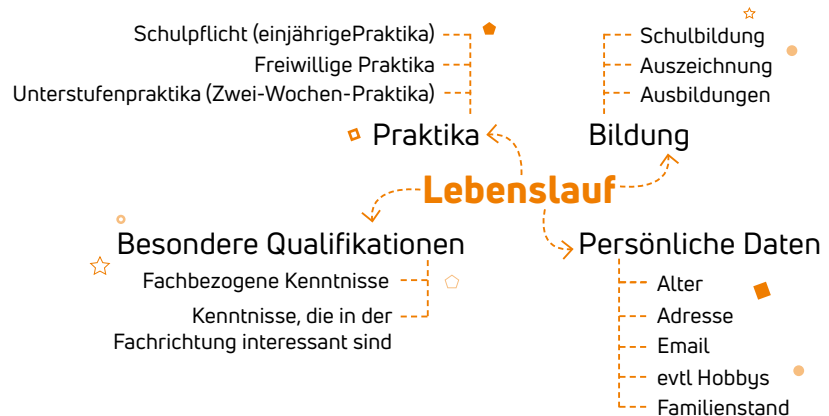 Schulpflicht (einjährigePraktika)
Freiwillige Praktika
Unterstufenpraktika (Zwei-Wochen-Praktika)
Praktika
Schulbildung
Auszeichnung
Ausbildungen
Bildung
Lebenslauf
Besondere Qualifikationen
Fachbezogene Kenntnisse
Kenntnisse, die in der
Fachrichtung interessant sind
Persönliche Daten
Alter
Adresse
Email
evtl Hobbys
Familienstand